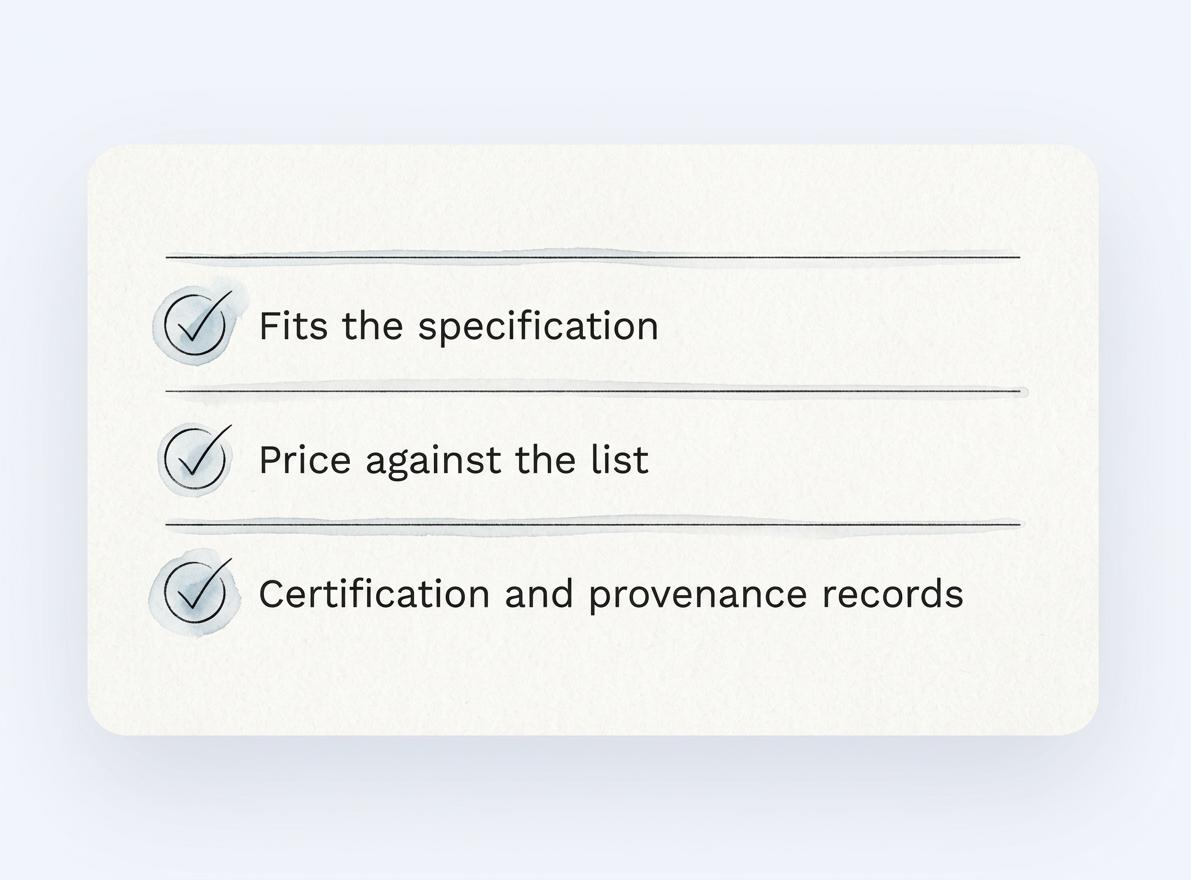 Fits the specification
Price against the list
Certification and provenance records